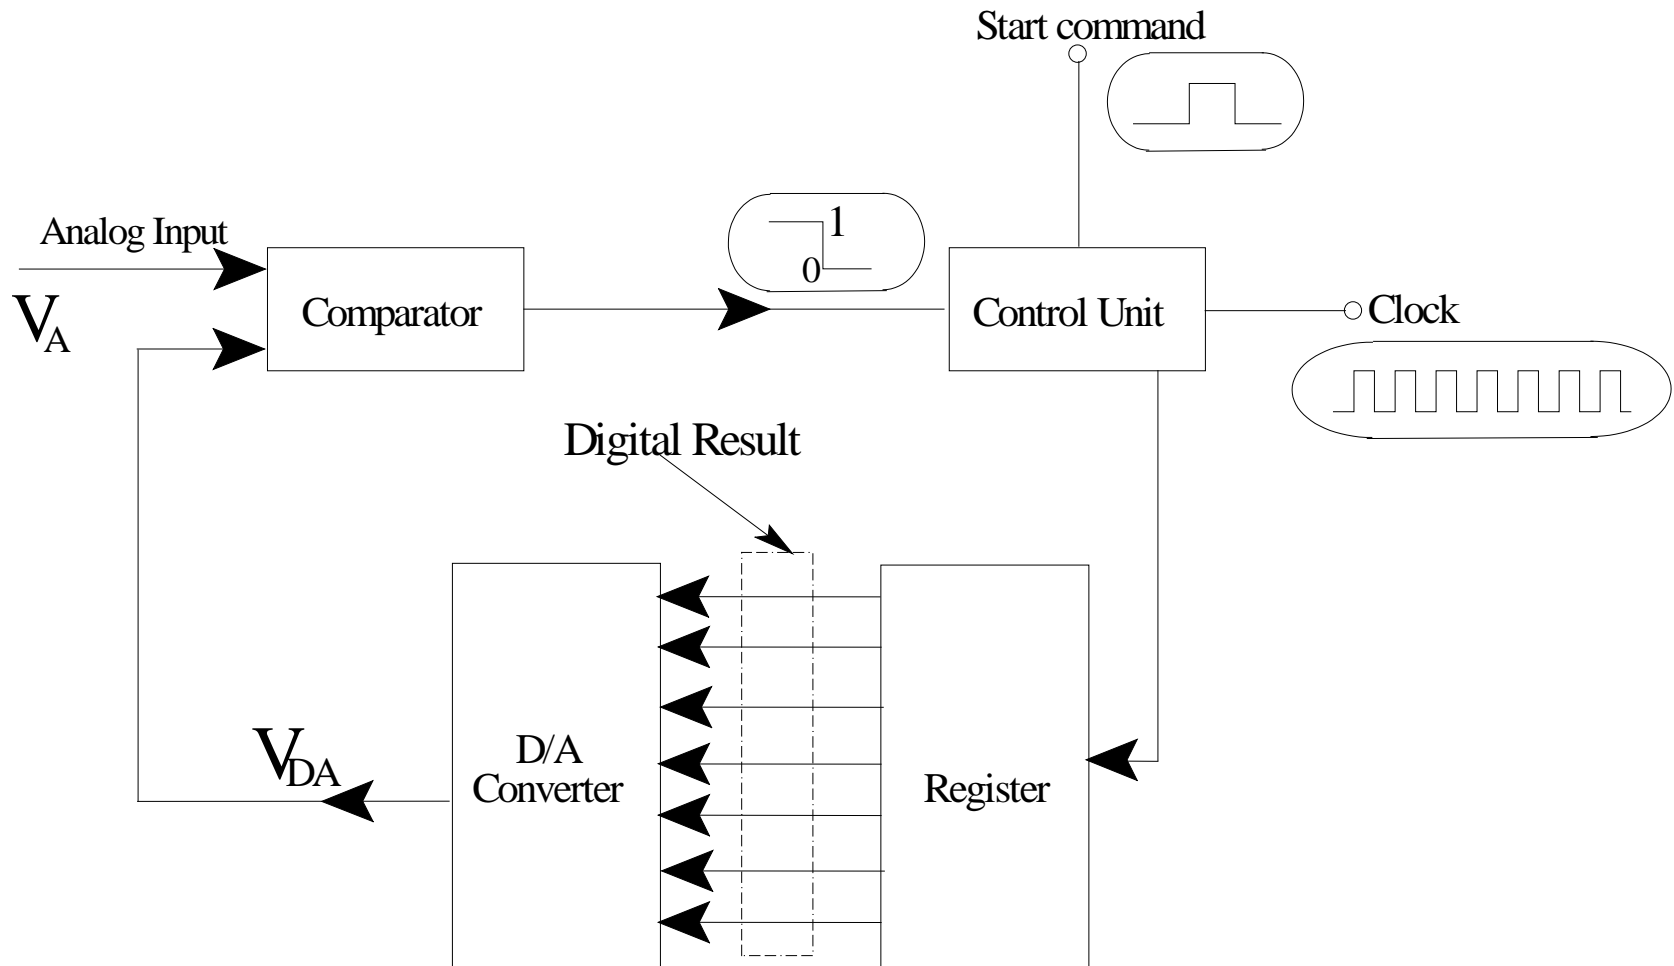 Start command
Analog Input
V_A
1
0
Comparator
Control Unit
Clock
Digital Result
V_DA
D/A
Converter
Register